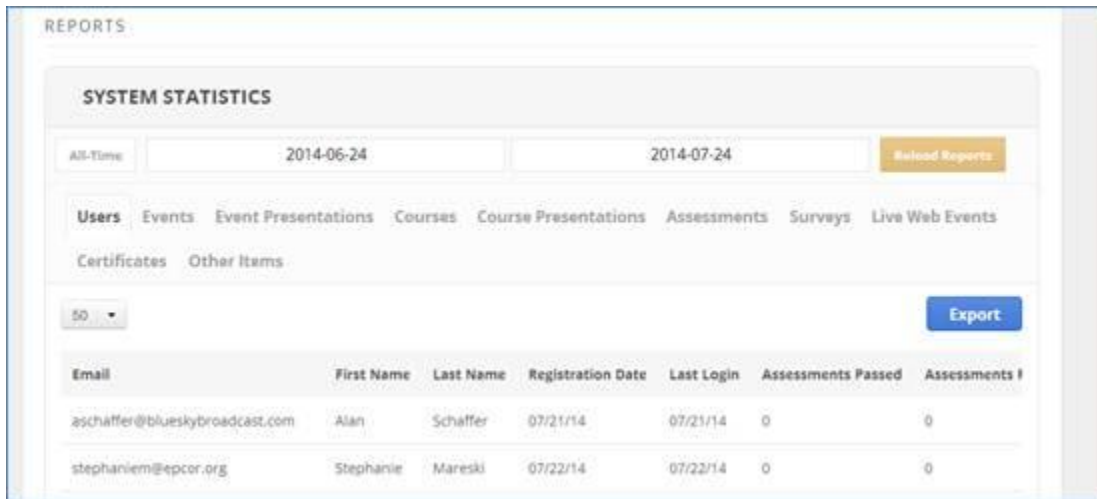 REPORTS
SYSTEM STATISTICS
All-Time 2014-06-24 2014-07-24 Reload Reports
Users Events Event Presentations Courses Course Presentations Assessments Surveys Live Web Events
Certificates Other Items
50 Export
Email First Name Last Name Registration Date Last Login Assessments Passed Assessments
aschaffer@blueskybroadcast.com Alan Schaffer 07/21/14 07/21/14 0 0
stephaniem@epcor.org Stephanie Mareski 07/22/14 07/22/14 0 0